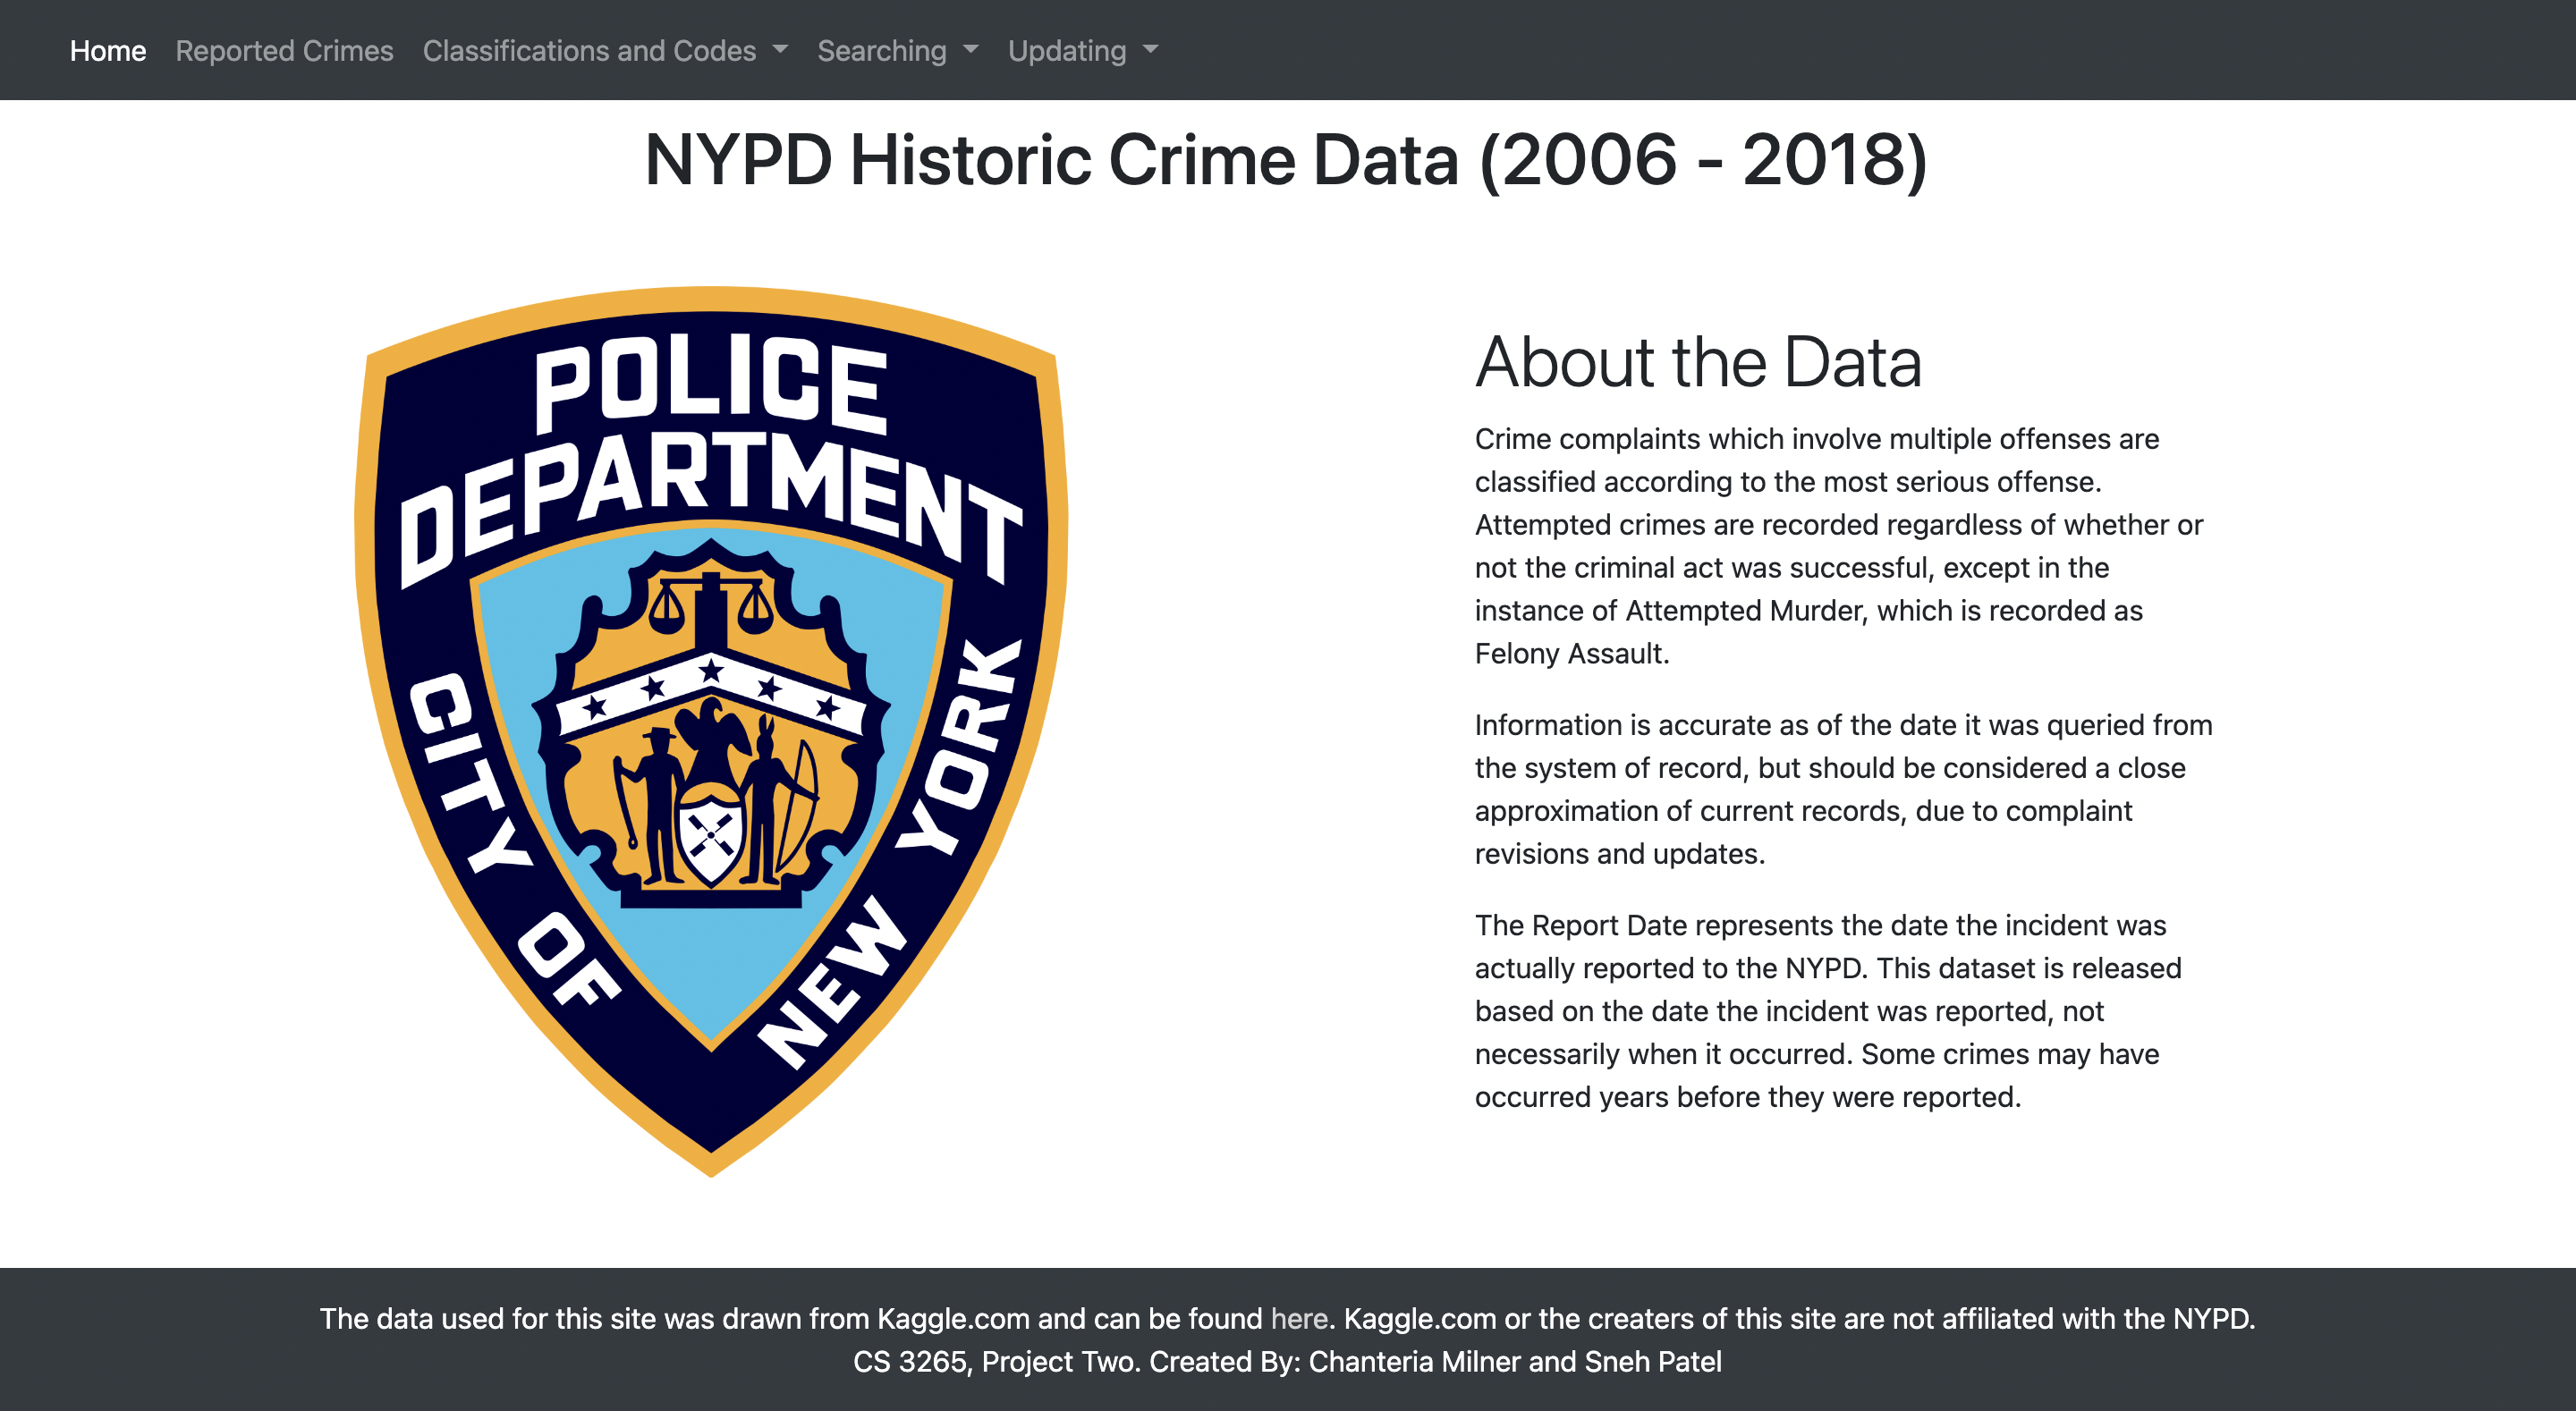 Home Reported Crimes Classifications and Codes Searching Updating
NYPD Historic Crime Data (2006 - 2018)
POLICE
DEPARTMENT
CITY OF
NEW YORK
About the Data
Crime complaints which involve multiple offenses are
classified according to the most serious offense.
Attempted crimes are recorded regardless of whether or
not the criminal act was successful, except in the
instance of Attempted Murder, which is recorded as
Felony Assault.
Information is accurate as of the date it was queried from
the system of record, but should be considered a close
approximation of current records, due to complaint
revisions and updates.
The Report Date represents the date the incident was
actually reported to the NYPD. This dataset is released
based on the date the incident was reported, not
necessarily when it occurred. Some crimes may have
occurred years before they were reported.
The data used for this site was drawn from Kaggle.com and can be found here. Kaggle.com or the creaters of this site are not affiliated with the NYPD.
CS 3265, Project Two. Created By: Chanteria Milner and Sneh Patel